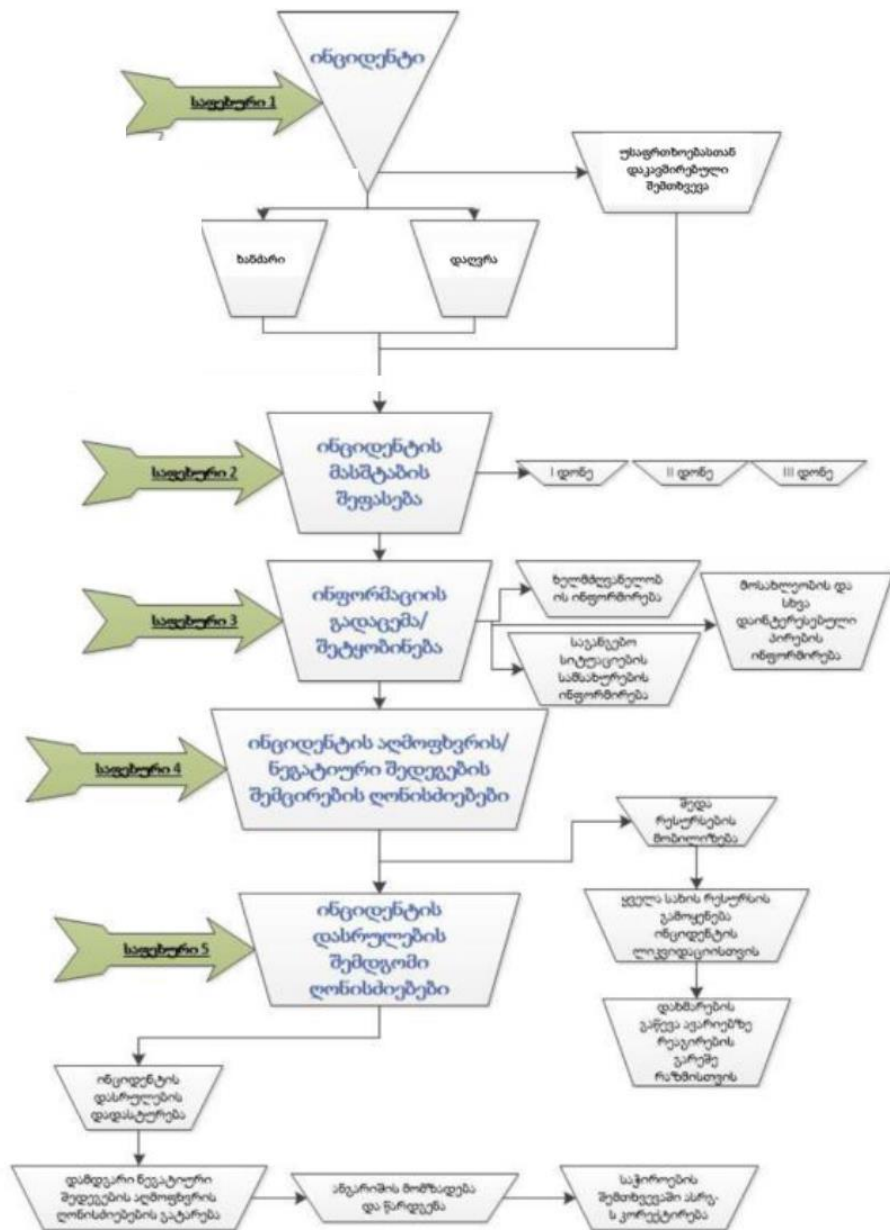 ინციდენტი
საფეხური 1
უსაფრთხოებასთან
დაკავშირებული
შემთხვევა
ხანძარი
დაღვრა
საფეხური 2
ინციდენტის
მასშტაბის
შეფასება
I დონე
II დონე
III დონე
საფეხური 3
ინფორმაციის
გადაცემა/
შეტყობინება
ხელმძღვანელობ
ის ინფორმირება
საგანგებო
სიტუაციების
სამსახურების
ინფორმირება
მოსახლეობის და
სხვა
დაინტერესებული
პირების
ინფორმირება
საფეხური 4
ინციდენტის აღმოფხვრის/
ნეგატიური შედეგების
შემცირების ღონისძიებები
შედა
რესურსების
მობილიზება
ყველა სახის რესურსის
გამოყენება
ინციდენტის
ლიკვიდაციისთვის
დახმარების
გაწევა ავარიებზე
რეაგირების
გარეშე
რაზმისთვის
საფეხური 5
ინციდენტის
დასრულების
შემდგომი
ღონისძიებები
ინციდენტის
დასრულების
დადასტურება
დამდგარი ნეგატიური
შედეგების აღმოფხვრის
ღონისძიებების გატარება
ანგარიშის მომზადება
და წარდგენა
საჭიროების
შემთხვევაში ასრგ-
ს კორექტირება